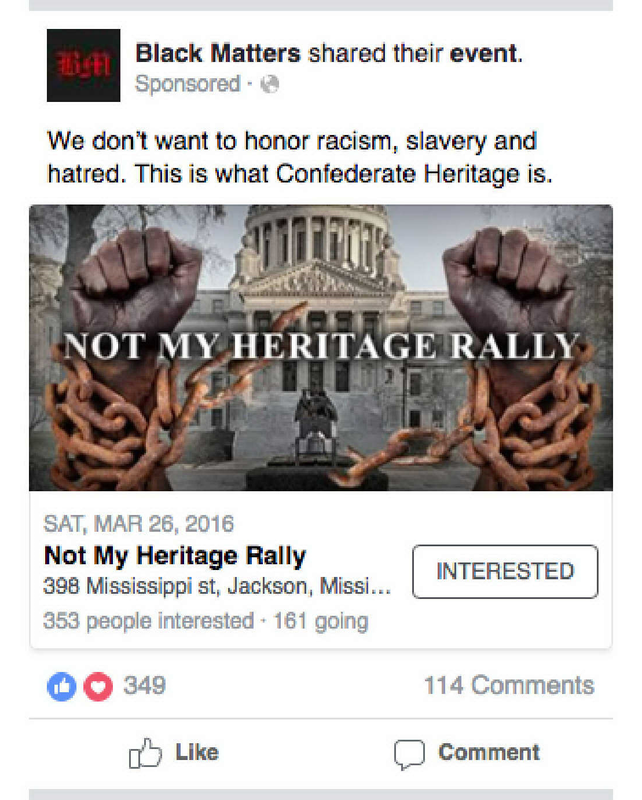 BM
Black Matters shared their event.
Sponsored ·
We don't want to honor racism, slavery and
hatred. This is what Confederate Heritage is.
NOT MY HERITAGE RALLY
SAT, MAR 26, 2016
Not My Heritage Rally
398 Mississippi st, Jackson, Missi...
353 people interested · 161 going
INTERESTED
349
114 Comments
Like
Comment